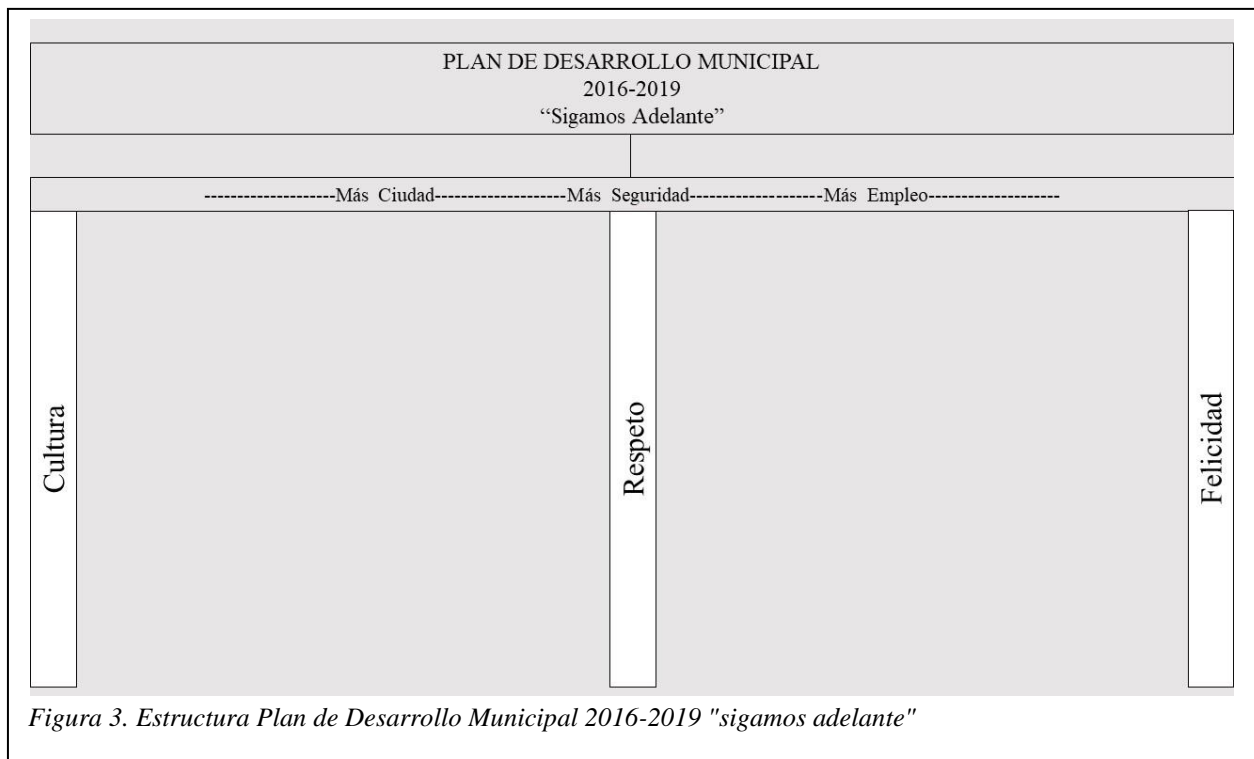 PLAN DE DESARROLLO MUNICIPAL
2016-2019
“Sigamos Adelante”
--------------------Más Ciudad--------------------Más Seguridad--------------------Más Empleo--------------------
Cultura
Respeto
Felicidad
Figura 3. Estructura Plan de Desarrollo Municipal 2016-2019 "sigamos adelante"